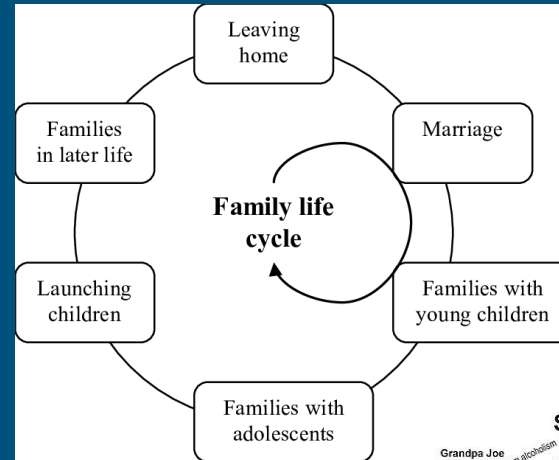 Leaving
home
Marriage
Families with
young children
Families with
adolescents
Launching
children
Families
in later life
Family life
cycle
Grandpa Joe
alcoholism